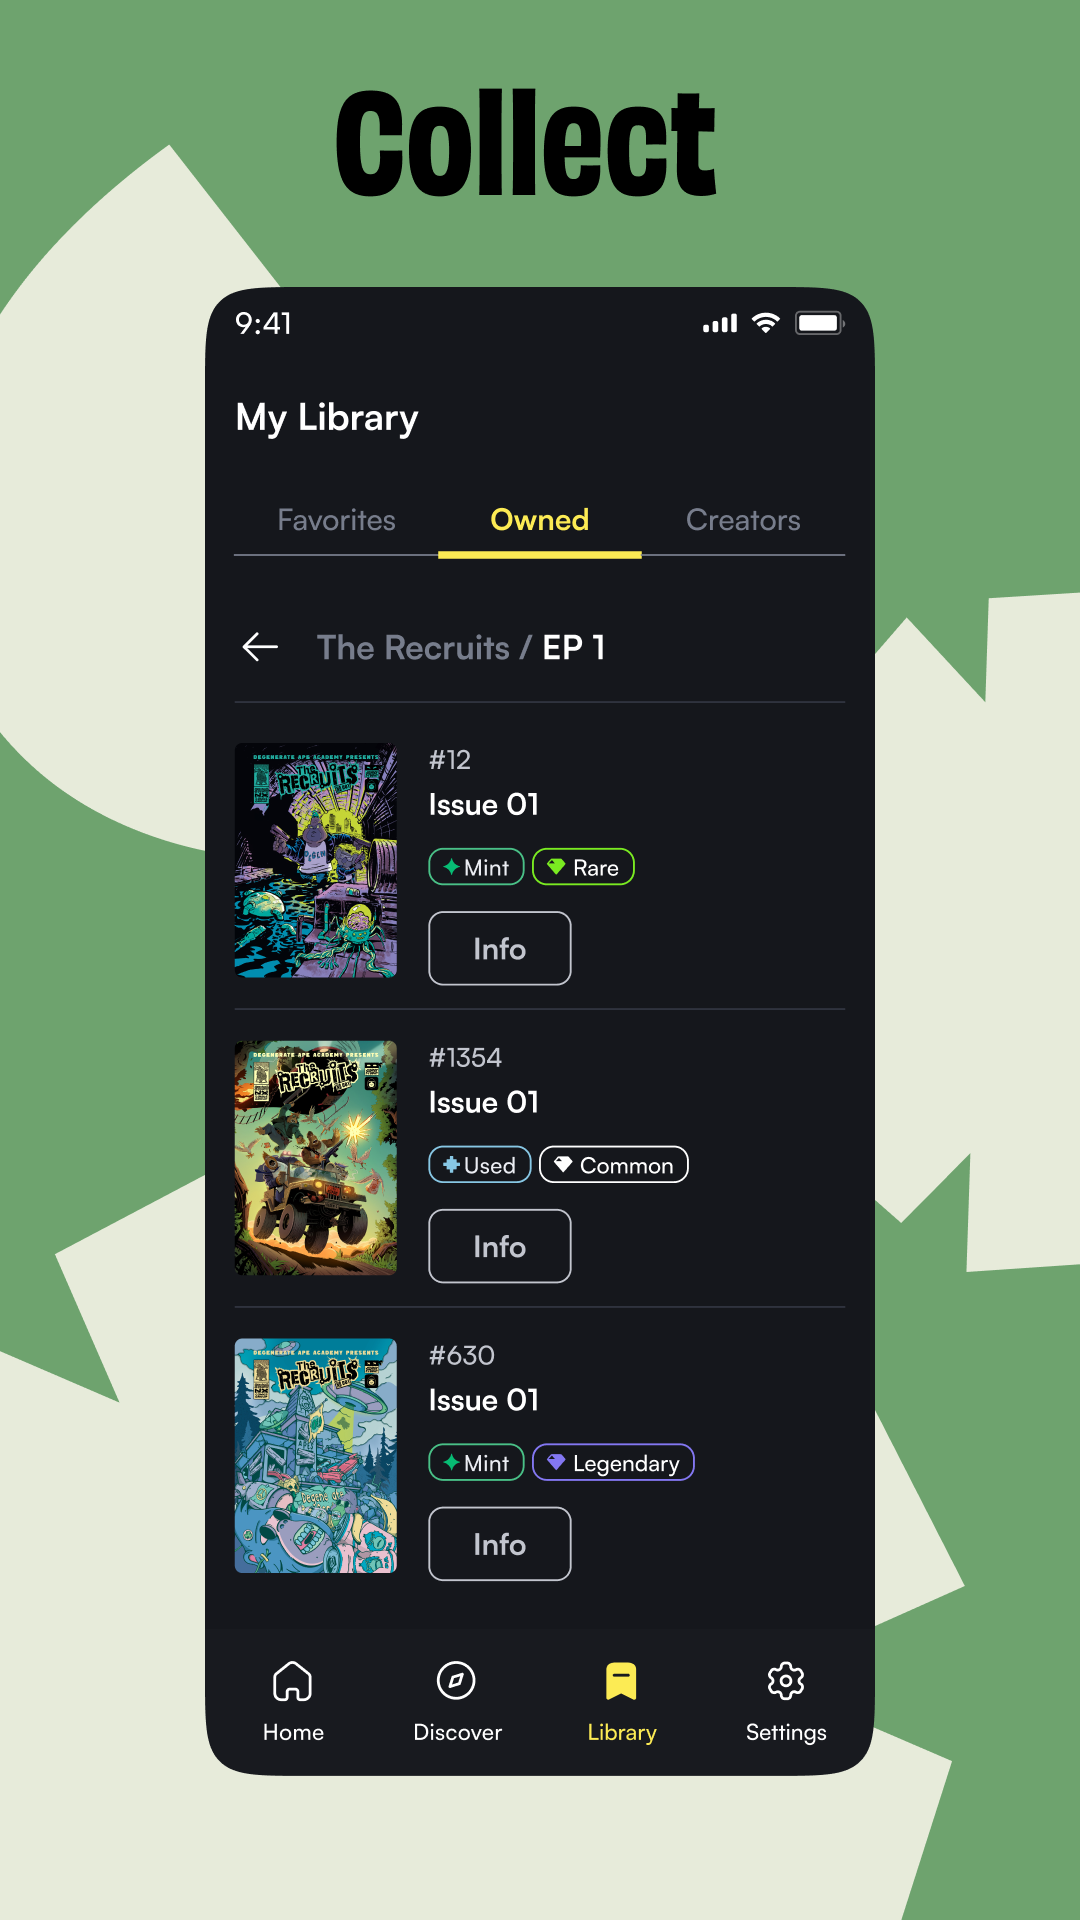 Collect
9:41
My Library
Favorites
Owned
Creators
The Recruits / EP 1
DEGENERATE APE ACADEMY PRESENTS
The
RECRUITS
#12
Issue 01
Mint
Rare
Info
DEGENERATE APE ACADEMY PRESENTS
The
RECRUITS
#1354
Issue 01
Used
Common
Info
DEGENERATE APE ACADEMY PRESENTS
The
RECRUITS
#630
Issue 01
Mint
Legendary
Info
Home
Discover
Library
Settings